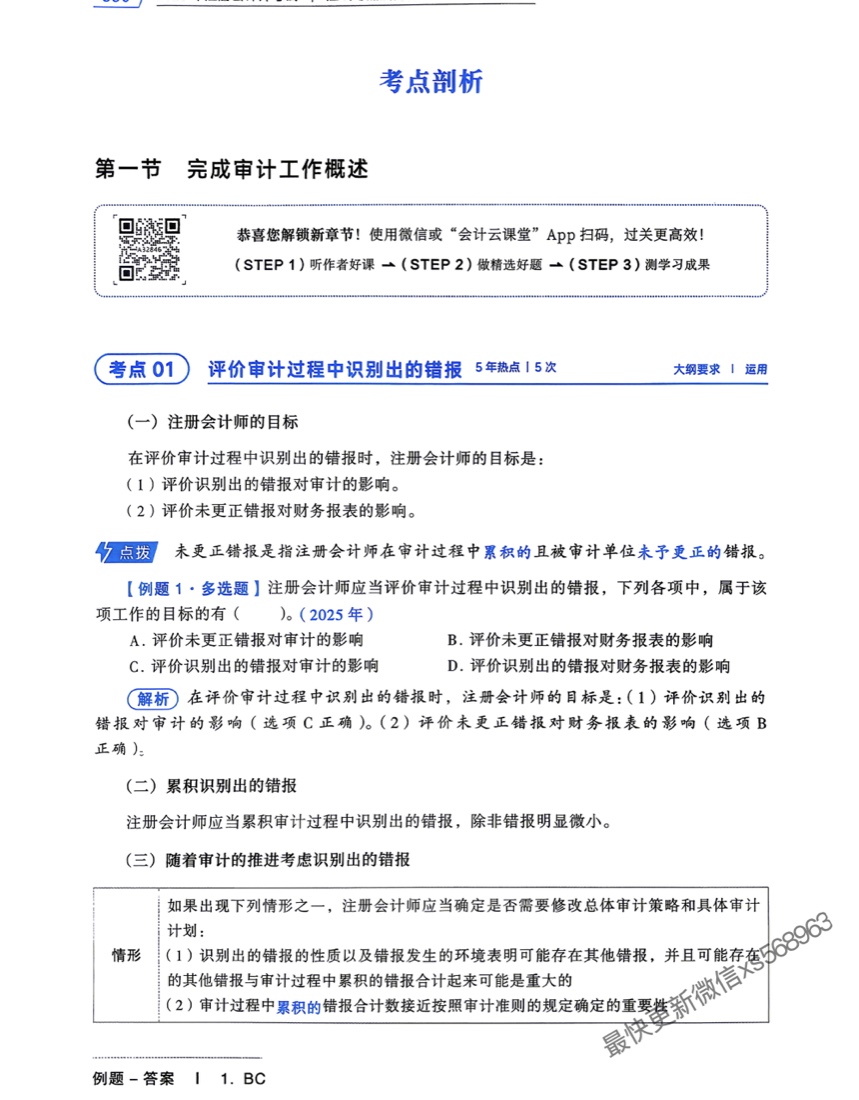 考点剖析
第一节 完成审计工作概述
A32846
恭喜您解锁新章节！使用微信或“会计云课堂”App 扫码，过关更高效！
（STEP 1）听作者好课 → （STEP 2）做精选好题 → （STEP 3）测学习成果
考点 01 评价审计过程中识别出的错报 5年热点 | 5次 大纲要求 | 运用
（一）注册会计师的目标
在评价审计过程中识别出的错报时，注册会计师的目标是：
（1）评价识别出的错报对审计的影响。
（2）评价未更正错报对财务报表的影响。
点拨 未更正错报是指注册会计师在审计过程中累积的且被审计单位未予更正的错报。
【例题 1·多选题】注册会计师应当评价审计过程中识别出的错报，下列各项中，属于该
项工作的目标的有（ ）。（2025 年）
A. 评价未更正错报对审计的影响 B. 评价未更正错报对财务报表的影响
C. 评价识别出的错报对审计的影响 D. 评价识别出的错报对财务报表的影响
解析 在评价审计过程中识别出的错报时，注册会计师的目标是：（1）评价识别出的
错报对审计的影响（选项 C 正确）。（2）评价未更正错报对财务报表的影响（选项 B
正确）。
（二）累积识别出的错报
注册会计师应当累积审计过程中识别出的错报，除非错报明显微小。
（三）随着审计的推进考虑识别出的错报
如果出现下列情形之一，注册会计师应当确定是否需要修改总体审计策略和具体审计
计划：
情形 （1）识别出的错报的性质以及错报发生的环境表明可能存在其他错报，并且可能存在
的其他错报与审计过程中累积的错报合计起来可能是重大的
（2）审计过程中累积的错报合计数接近按照审计准则的规定确定的重要性
最快更新微信xs568963
例题－答案 | 1. BC